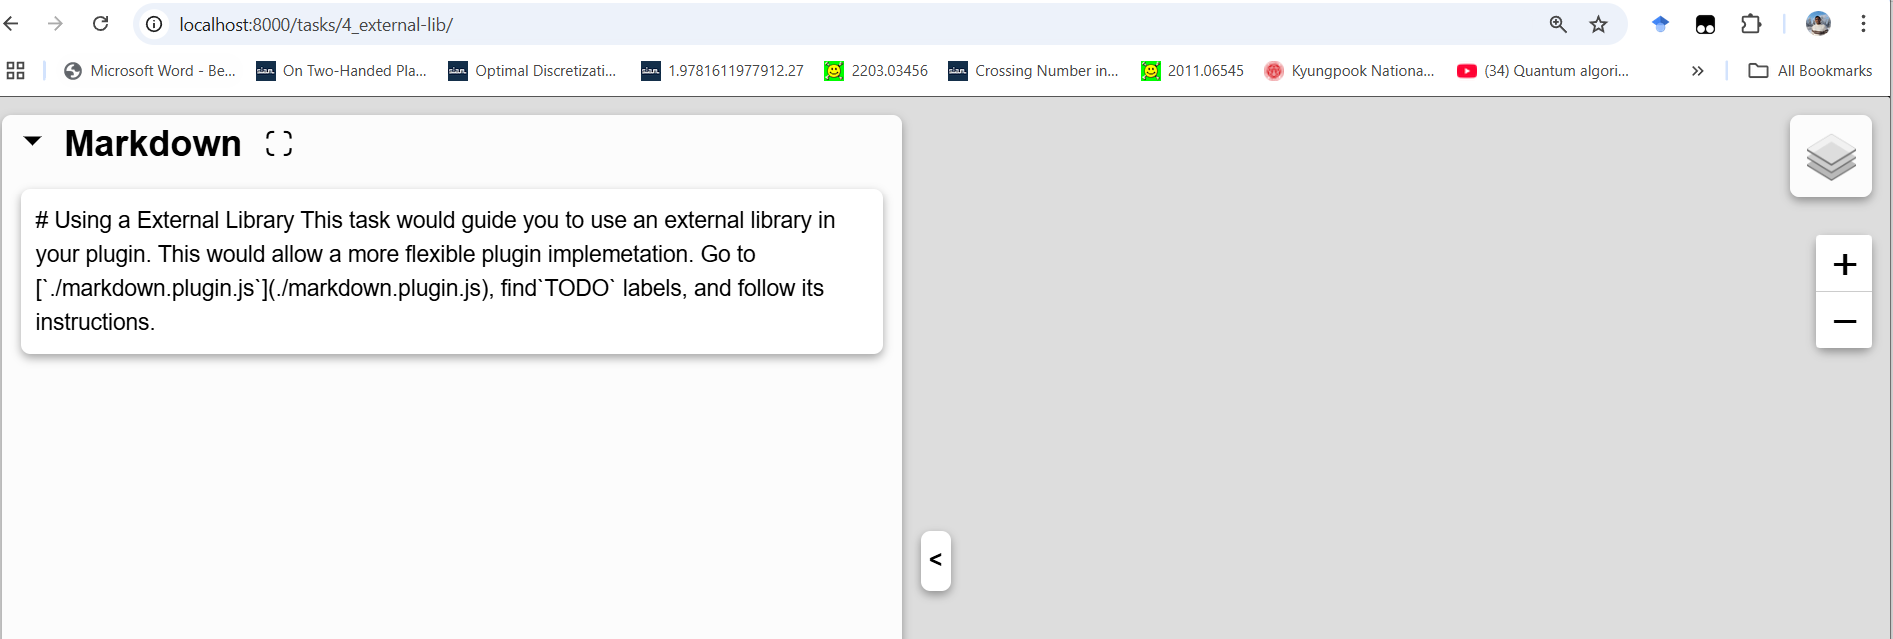 localhost:8000/tasks/4_external-lib/
Microsoft Word - Be... On Two-Handed Pla... Optimal Discretizati... 1.9781611977912.27 2203.03456 Crossing Number in... 2011.06545 Kyungpook Nationa... (34) Quantum algori... » All Bookmarks
Markdown
# Using a External Library This task would guide you to use an external library in
your plugin. This would allow a more flexible plugin implemetation. Go to
[`./markdown.plugin.js`](./markdown.plugin.js), find`TODO` labels, and follow its
instructions.
+
−
<